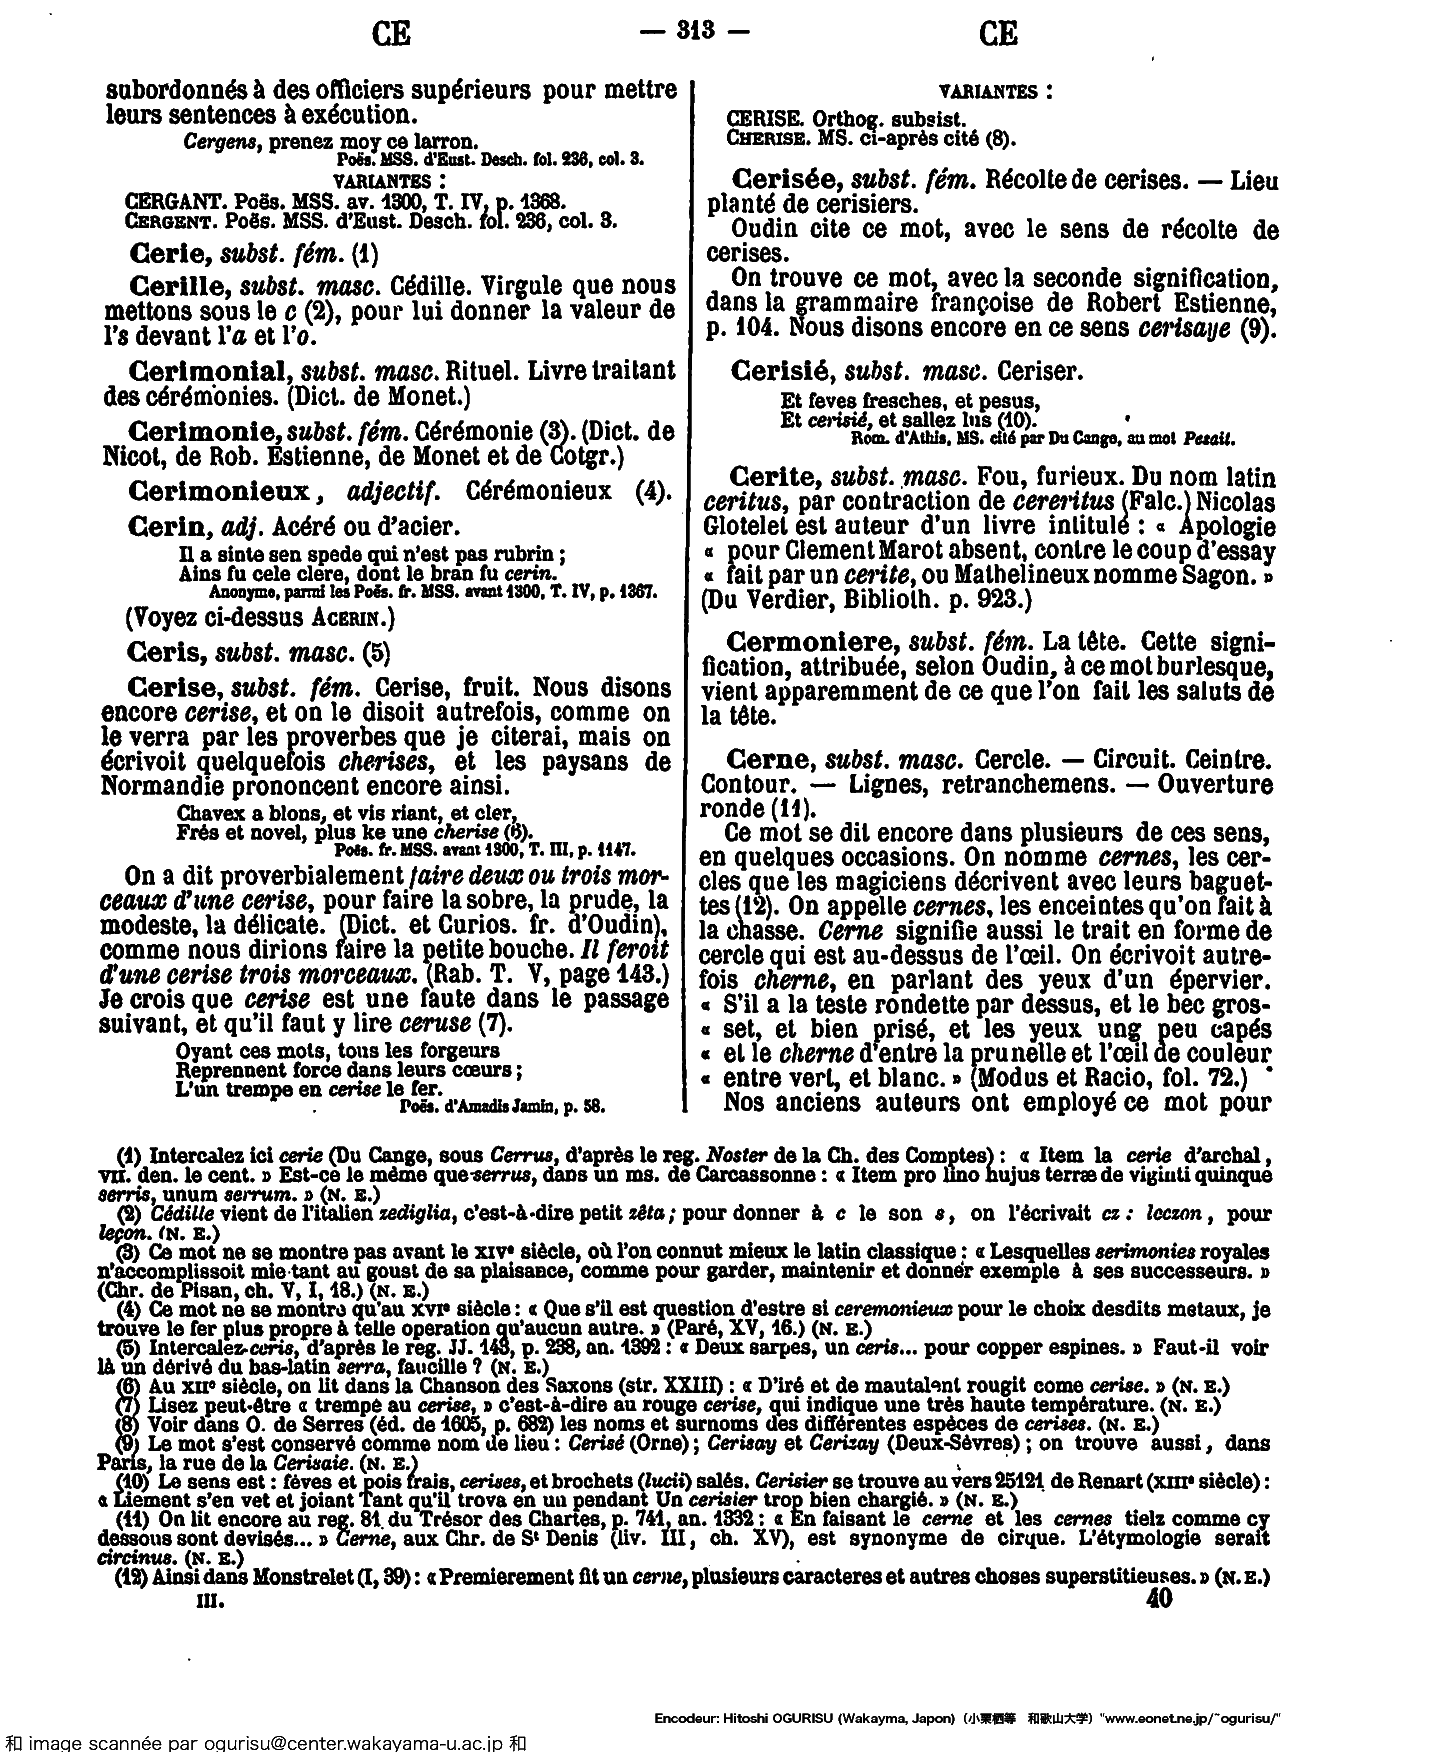 CE — 313 — CE
subordonnés à des officiers supérieurs pour mettre
leurs sentences à exécution.
Cergens, prenez moy ce larron.
Poës. MSS. d'Eust. Desch. fol. 236, col. 3.
VARIANTES :
CERGANT. Poës. MSS. av. 1300, T. IV, p. 1368.
CERGENT. Poës. MSS. d'Eust. Desch. fol. 236, col. 3.
Cerie, subst. fém. (1)
Cerille, subst. masc. Cédille. Virgule que nous
mettons sous le c (2), pour lui donner la valeur de
l's devant l'a et l'o.
Cerimonial, subst. masc. Rituel. Livre traitant
des cérémonies. (Dict. de Monet.)
Cerimonie, subst. fém. Cérémonie (3). (Dict. de
Nicot, de Rob. Estienne, de Monet et de Cotgr.)
Cerimonieux, adjectif. Cérémonieux (4).
Cerin, adj. Acéré ou d'acier.
Il a sinte sen spede qui n'est pas rubrin ;
Ains fu cele clere, dont le bran fu cerin.
Anonyme, parmi les Poës. fr. MSS. avant 1300, T. IV, p. 1367.
(Voyez ci-dessus ACERIN.)
Ceris, subst. masc. (5)
Cerise, subst. fém. Cerise, fruit. Nous disons
encore cerise, et on le disoit autrefois, comme on
le verra par les proverbes que je citerai, mais on
écrivoit quelquefois cherises, et les paysans de
Normandie prononcent encore ainsi.
Chavex a blons, et vis riant, et cler,
Frés et novel, plus ke une cherise (6).
Poës. fr. MSS. avant 1300, T. III, p. 1147.
On a dit proverbialement faire deux ou trois mor-
ceaux d'une cerise, pour faire la sobre, la prude, la
modeste, la délicate. (Dict. et Curios. fr. d'Oudin),
comme nous dirions faire la petite bouche. Il feroit
d'une cerise trois morceaux. (Rab. T. V, page 143.)
Je crois que cerise est une faute dans le passage
suivant, et qu'il faut y lire ceruse (7).
Oyant ces mots, tous les forgeurs
Reprennent force dans leurs cœurs ;
L'un trempe en cerise le fer.
Poës. d'Amadis Jamin, p. 58.
VARIANTES :
CERISE. Orthog. subsist.
CHERISE. MS. ci-après cité (8).
Cerisée, subst. fém. Récolte de cerises. — Lieu
planté de cerisiers.
Oudin cite ce mot, avec le sens de récolte de
cerises.
On trouve ce mot, avec la seconde signification,
dans la grammaire françoise de Robert Estienne,
p. 104. Nous disons encore en ce sens cerisaye (9).
Cerisié, subst. masc. Ceriser.
Et feves fresches, et pesus,
Et cerisié, et sallez lus (10).
Rom. d'Athis, MS. cité par Du Cange, au mot Pesait.
Cerite, subst. masc. Fou, furieux. Du nom latin
ceritus, par contraction de cereritus (Falc.) Nicolas
Glotelet est auteur d'un livre intitulé : « Apologie
« pour Clement Marot absent, contre le coup d'essay
« fait par un cerite, ou Mathelineux nomme Sagon. »
(Du Verdier, Biblioth. p. 923.)
Cermoniere, subst. fém. La tête. Cette signi-
fication, attribuée, selon Oudin, à ce mot burlesque,
vient apparemment de ce que l'on fait les saluts de
la tête.
Cerne, subst. masc. Cercle. — Circuit. Ceintre.
Contour. — Lignes, retranchemens. — Ouverture
ronde (11).
Ce mot se dit encore dans plusieurs de ces sens,
en quelques occasions. On nomme cernes, les cer-
cles que les magiciens décrivent avec leurs baguet-
tes (12). On appelle cernes, les enceintes qu'on fait à
la chasse. Cerne signifie aussi le trait en forme de
cercle qui est au-dessus de l'œil. On écrivoit autre-
fois cherne, en parlant des yeux d'un épervier.
« S'il a la teste rondette par dessus, et le bec gros-
« set, et bien prisé, et les yeux ung peu capés
« et le cherne d'entre la prunelle et l'œil de couleur
« entre vert, et blanc. » (Modus et Racio, fol. 72.)
Nos anciens auteurs ont employé ce mot pour
(1) Intercalez ici cerie (Du Cange, sous Cerrus, d'après le reg. Noster de la Ch. des Comptes) : « Item la cerie d'archal,
VII. den. le cent. » Est-ce le même que serrus, dans un ms. de Carcassonne : « Item pro uno hujus terræ de viginti quinque
serris, unum serrum. » (N. E.)
(2) Cédille vient de l'italien zediglia, c'est-à-dire petit zêta ; pour donner à c le son s, on l'écrivait cz : leczon, pour
leçon. (N. E.)
(3) Ce mot ne se montre pas avant le XIVe siècle, où l'on connut mieux le latin classique : « Lesquelles serimonies royales
n'accomplissoit mie tant au goust de sa plaisance, comme pour garder, maintenir et donner exemple à ses successeurs. »
(Chr. de Pisan, ch. V, I, 18.) (N. E.)
(4) Ce mot ne se montre qu'au XVIe siècle : « Que s'il est question d'estre si ceremonieux pour le choix desdits metaux, je
trouve le fer plus propre à telle operation qu'aucun autre. » (Paré, XV, 16.) (N. E.)
(5) Intercalez ceris, d'après le reg. JJ. 143, p. 238, an. 1392 : « Deux sarpes, un ceris... pour copper espines. » Faut-il voir
là un dérivé du bas-latin serra, faucille ? (N. E.)
(6) Au XIIe siècle, on lit dans la Chanson des Saxons (str. XXIII) : « D'iré et de mautalent rougit come cerise. » (N. E.)
(7) Lisez peut-être « trempe au cerise, » c'est-à-dire au rouge cerise, qui indique une très haute température. (N. E.)
(8) Voir dans O. de Serres (éd. de 1605, p. 682) les noms et surnoms des différentes espèces de cerises. (N. E.)
(9) Le mot s'est conservé comme nom de lieu : Cerisé (Orne) ; Cerisay et Cerizay (Deux-Sèvres) ; on trouve aussi, dans
Paris, la rue de la Cerisaie. (N. E.)
(10) Le sens est : féves et pois frais, cerises, et brochets (lucii) salés. Cerisier se trouve au vers 25121 de Renart (XIIIe siècle) :
« Liement s'en vet et joiant Tant qu'il trova en un pendant Un cerisier trop bien chargié. » (N. E.)
(11) On lit encore au reg. 81 du Trésor des Chartes, p. 741, an. 1332 : « En faisant le cerne et les cernes tielz comme cy
dessous sont devisés... » Cerne, aux Chr. de St Denis (liv. III, ch. XV), est synonyme de cirque. L'étymologie serait
circinus. (N. E.)
(12) Ainsi dans Monstrelet (I, 39) : « Premierement fit un cerne, plusieurs caracteres et autres choses superstitieuses. » (N. E.)
III. 40
Encodeur: Hitoshi OGURISU (Wakayma, Japon) (小栗栖等 和歌山大学) "www.eonet.ne.jp/~ogurisu/"
和 image scannée par ogurisu@center.wakayama-u.ac.jp 和